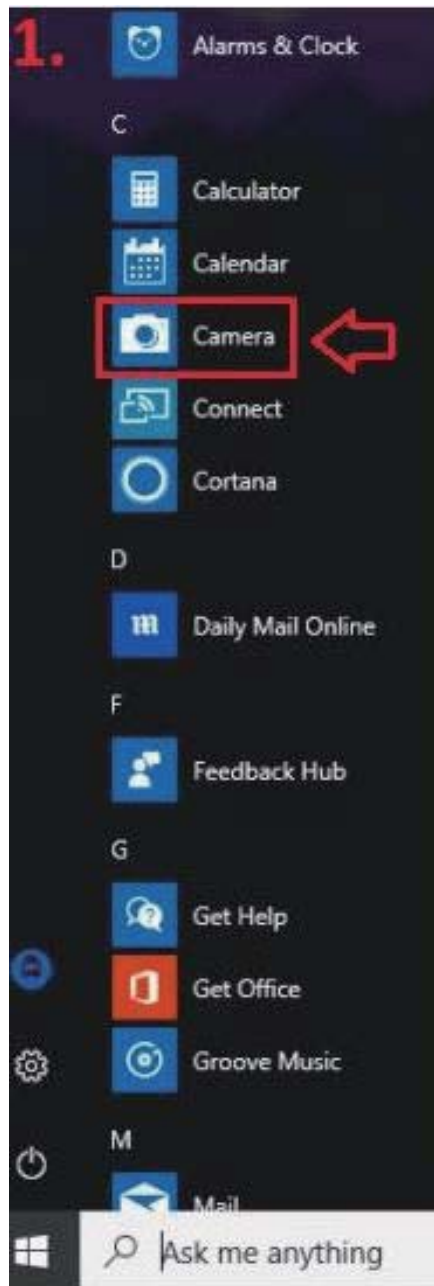 1.
Alarms & Clock
C
Calculator
Calendar
Camera
Connect
Cortana
D
m Daily Mail Online
F
Feedback Hub
G
Get Help
Get Office
Groove Music
M
Mail
Ask me anything